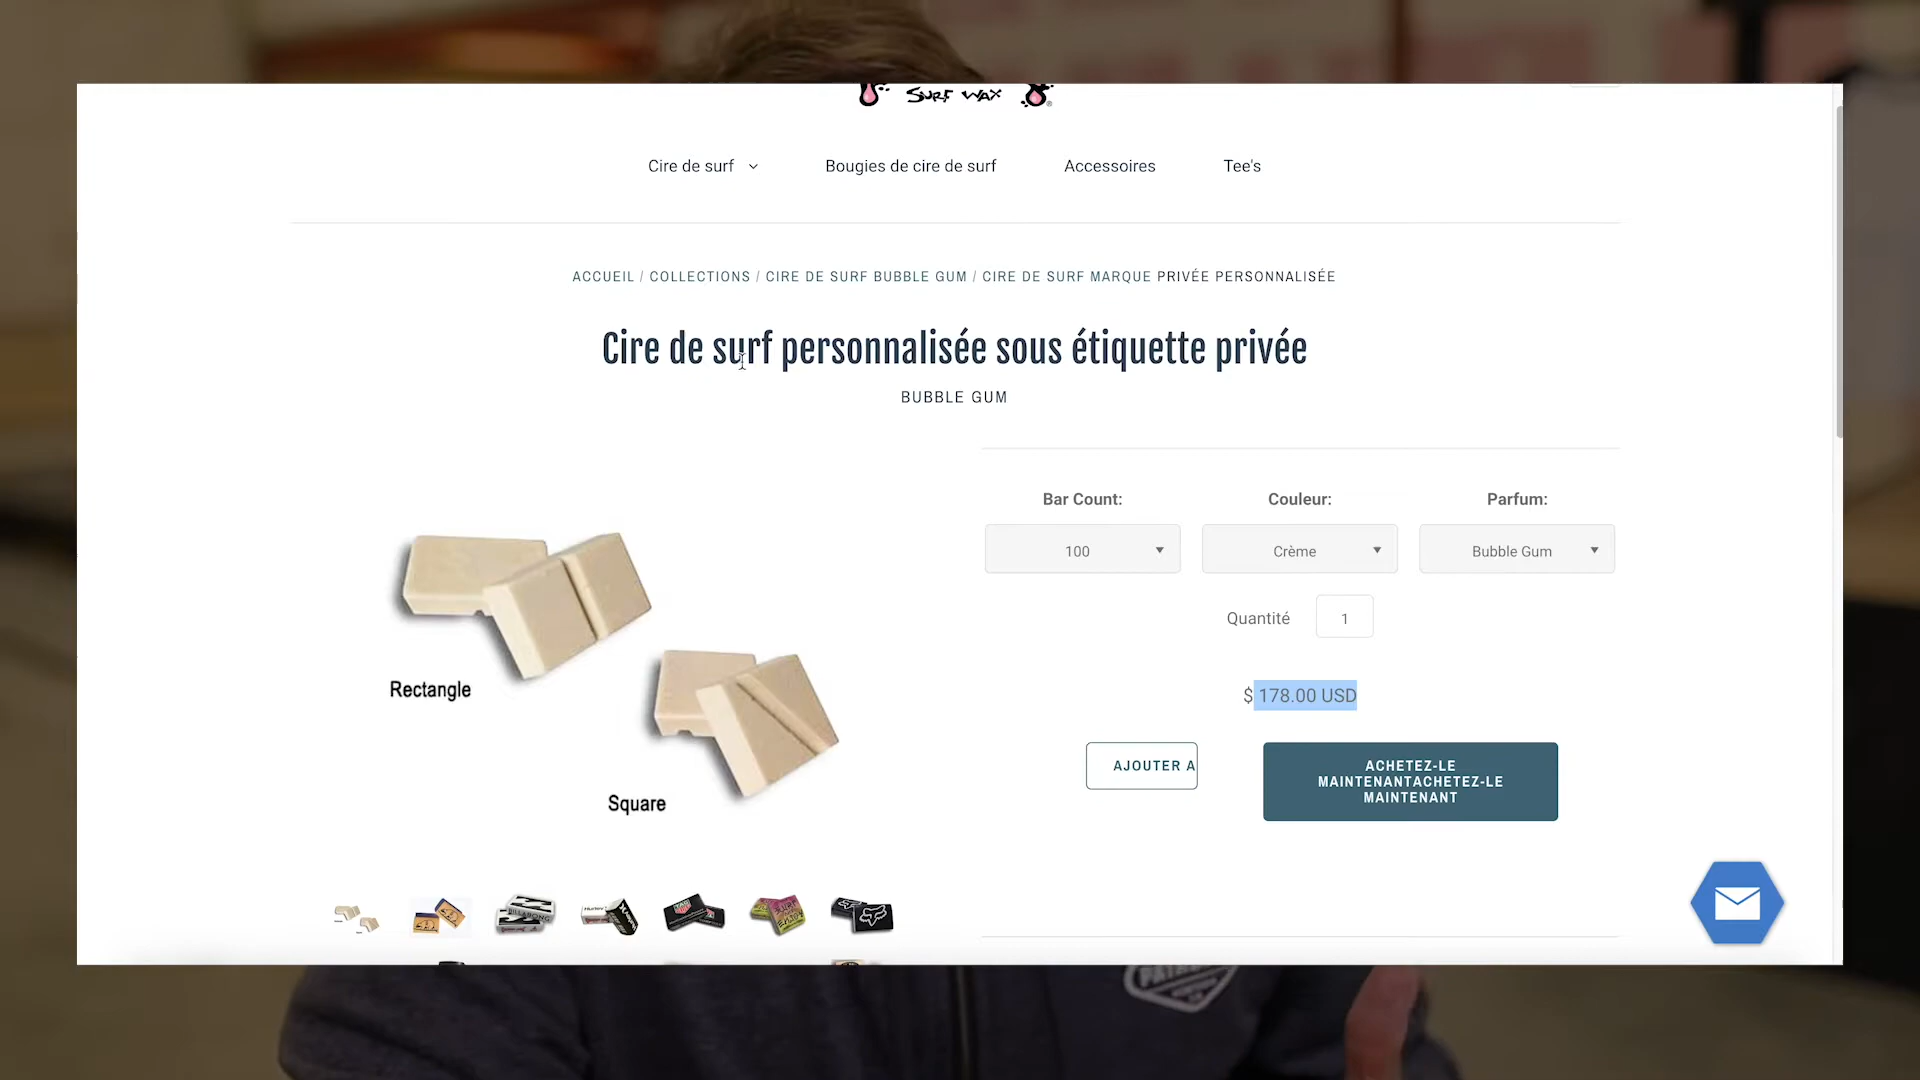 SURF WAX
Cire de surf
Bougies de cire de surf
Accessoires
Tee's
ACCUEIL / COLLECTIONS / CIRE DE SURF BUBBLE GUM / CIRE DE SURF MARQUE PRIVÉE PERSONNALISÉE
Cire de surf personnalisée sous étiquette privée
BUBBLE GUM
Bar Count:
Couleur:
Parfum:
100
Crème
Bubble Gum
Quantité
1
$ 178.00 USD
AJOUTER A
ACHETEZ-LE
MAINTENANTACHETEZ-LE
MAINTENANT
Rectangle
Square
BILLABONG
Hurley